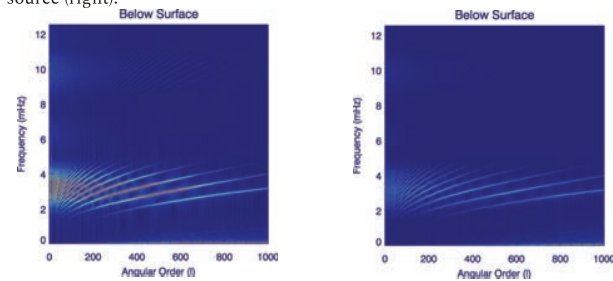 source (right).
Below Surface
12
10
8
6
4
2
0
Frequency (mHz)
0 200 400 600 800 1000
Angular Order (l)
Below Surface
12
10
8
6
4
2
0
Frequency (mHz)
0 200 400 600 800 1000
Angular Order (l)